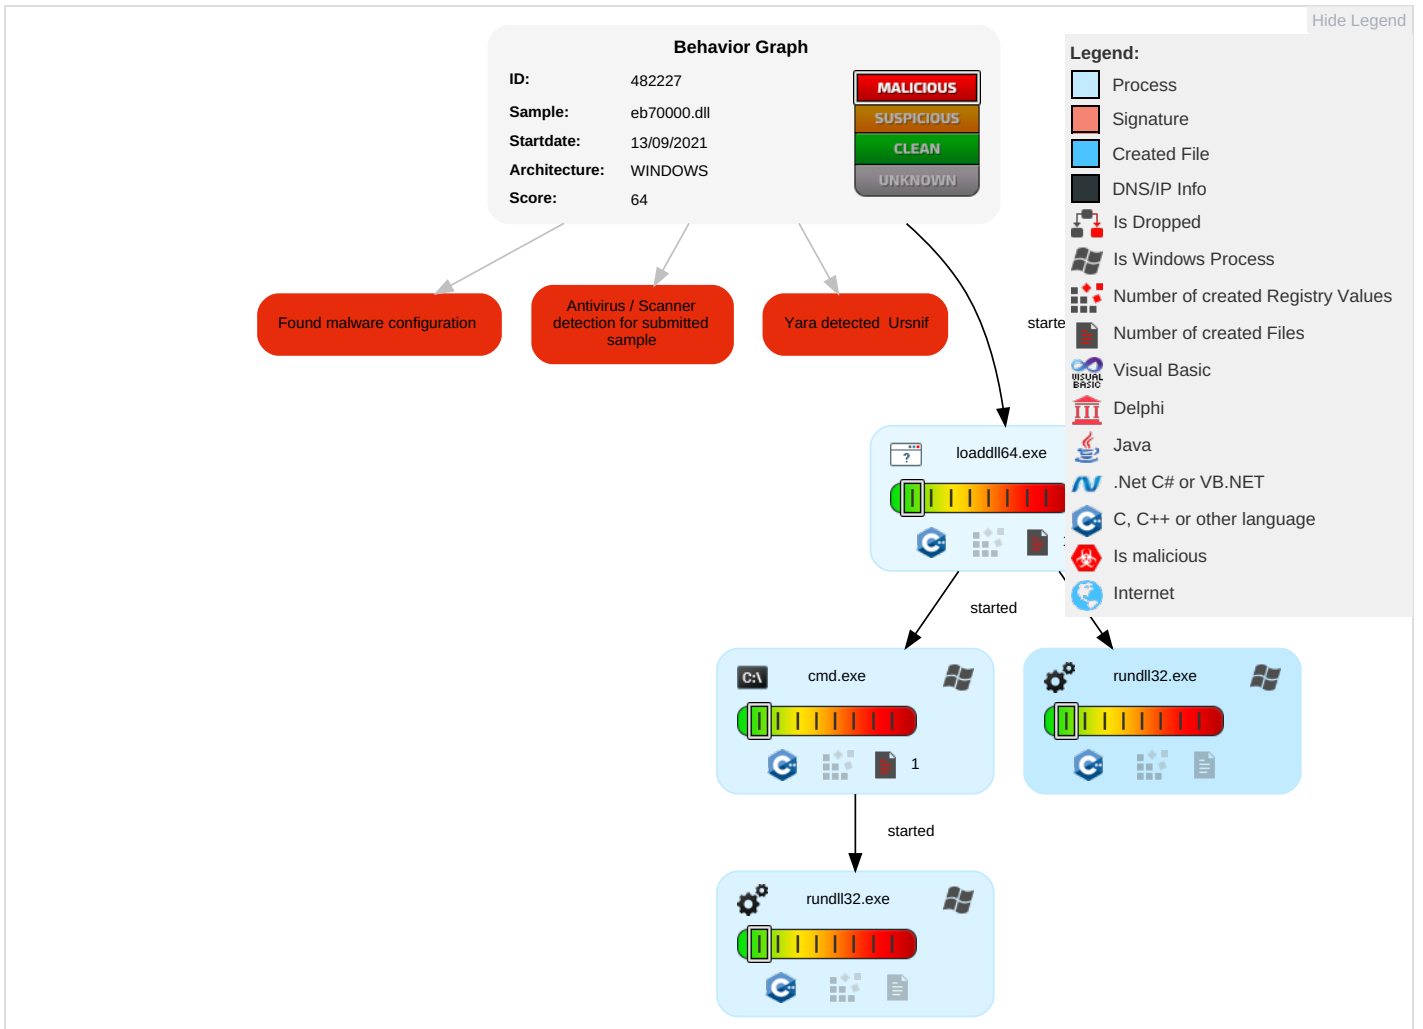 Hide Legend
Behavior Graph
ID: 482227
Sample: eb70000.dll
Startdate: 13/09/2021
Architecture: WINDOWS
Score: 64
MALICIOUS
SUSPICIOUS
CLEAN
UNKNOWN
Legend:
Process
Signature
Created File
DNS/IP Info
Is Dropped
Is Windows Process
Number of created Registry Values
Number of created Files
VISUAL
BASIC
Visual Basic
Delphi
Java
.Net C# or VB.NET
C, C++ or other language
Is malicious
Internet
Found malware configuration
Antivirus / Scanner
detection for submitted
sample
Yara detected Ursnif
starte
?
loaddll64.exe
started
C:\
cmd.exe
1
rundll32.exe
started
rundll32.exe